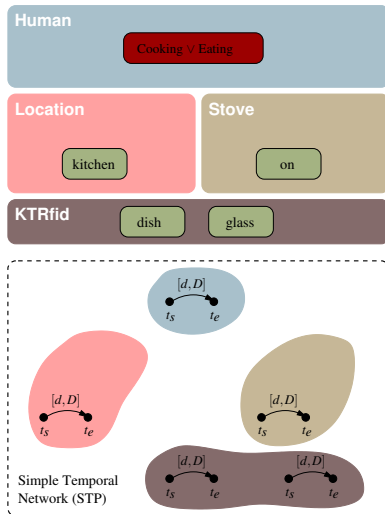 Human
Cooking ∨ Eating
Location
Stove
kitchen
on
KTRfid
dish
glass
[d, D]
t_s t_e
[d, D]
[d, D]
t_s t_e
t_s t_e
[d, D]
[d, D]
t_s t_e
t_s t_e
Simple Temporal
Network (STP)